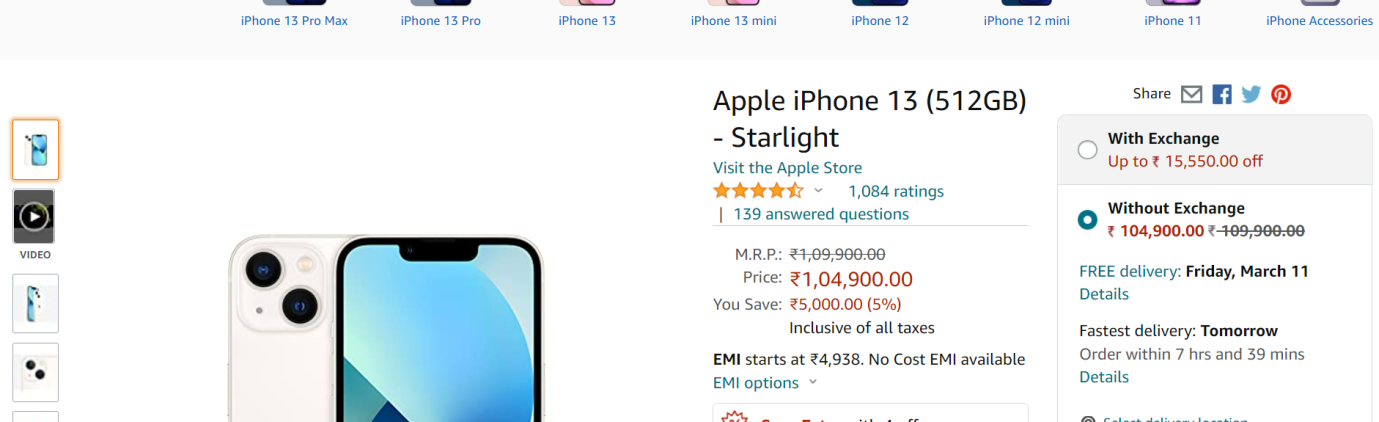 iPhone 13 Pro Max
iPhone 13 Pro
iPhone 13
iPhone 13 mini
iPhone 12
iPhone 12 mini
iPhone 11
iPhone Accessories
VIDEO
Apple iPhone 13 (512GB)
- Starlight
Visit the Apple Store
1,084 ratings
| 139 answered questions
M.R.P.: ₹1,09,900.00
Price: ₹1,04,900.00
You Save: ₹5,000.00 (5%)
Inclusive of all taxes
EMI starts at ₹4,938. No Cost EMI available
EMI options
Share
With Exchange
Up to ₹ 15,550.00 off
Without Exchange
₹ 104,900.00 ₹ 109,900.00
FREE delivery: Friday, March 11
Details
Fastest delivery: Tomorrow
Order within 7 hrs and 39 mins
Details
Select delivery location